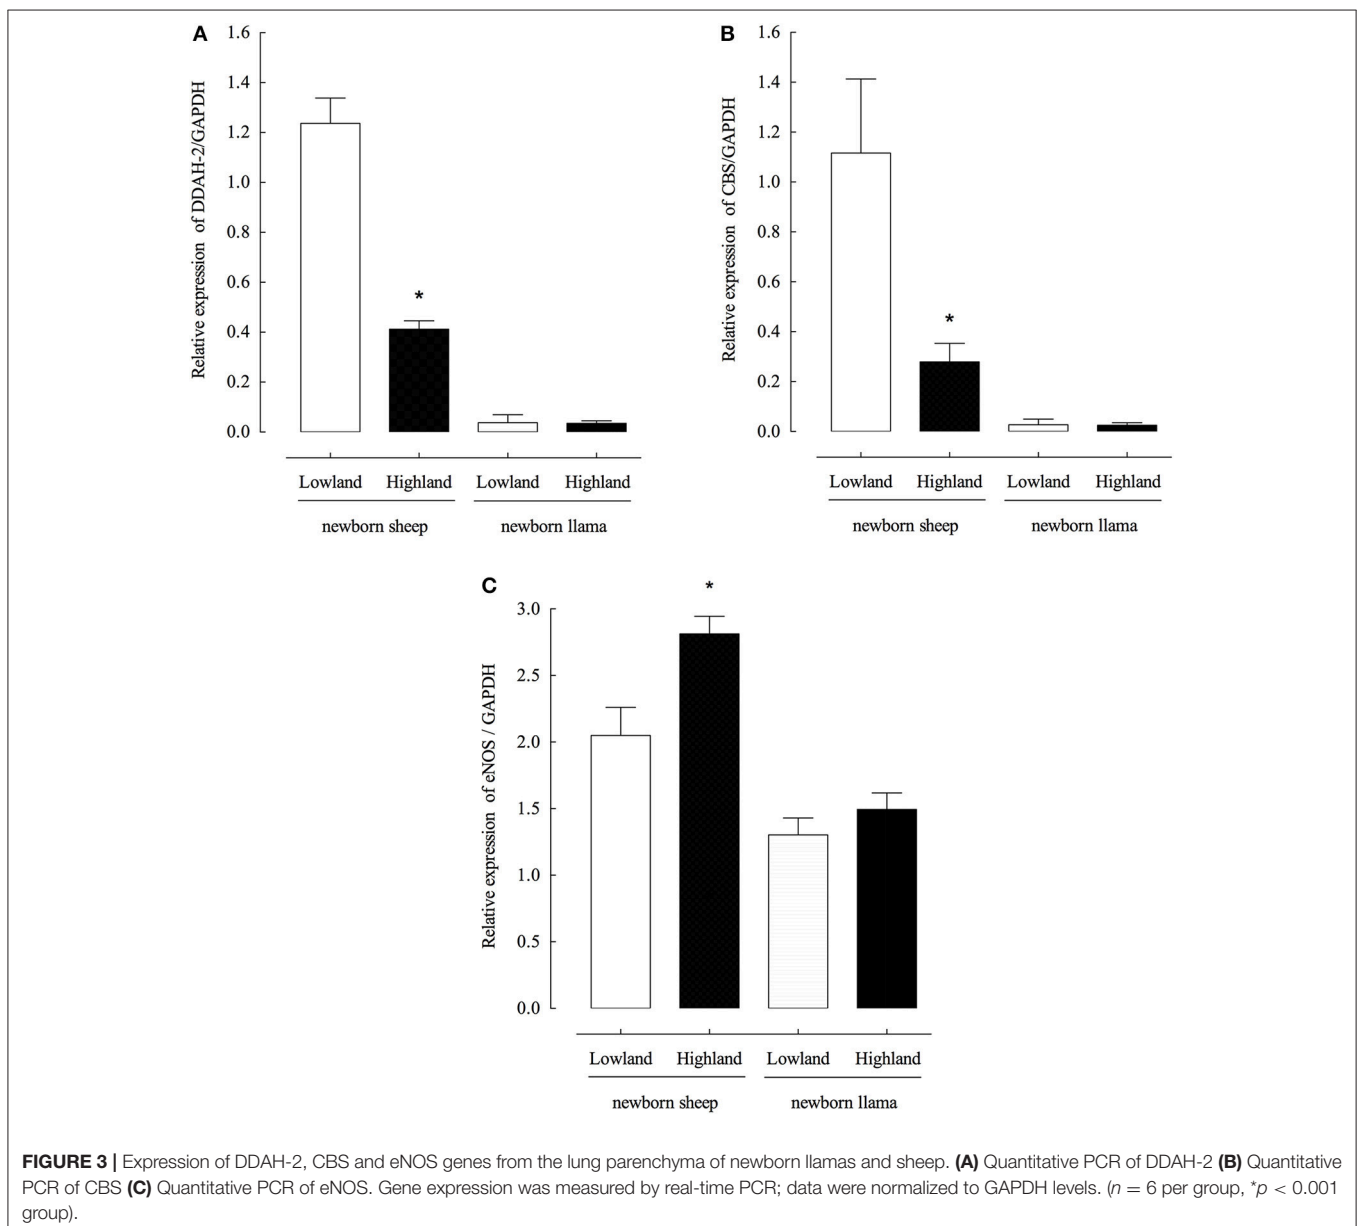 A
Relative expression of DDAH-2/GAPDH
1.6
1.4
1.2
1.0
0.8
0.6
0.4
0.2
0.0
*
Lowland Highland Lowland Highland
newborn sheep newborn llama
B
Relative expression of CBS/GAPDH
1.6
1.4
1.2
1.0
0.8
0.6
0.4
0.2
0.0
*
Lowland Highland Lowland Highland
newborn sheep newborn llama
C
Relative expression of eNOS / GAPDH
3.0
2.5
2.0
1.5
1.0
0.5
0.0
*
Lowland Highland Lowland Highland
newborn sheep newborn llama
FIGURE 3 | Expression of DDAH-2, CBS and eNOS genes from the lung parenchyma of newborn llamas and sheep. (A) Quantitative PCR of DDAH-2 (B) Quantitative
PCR of CBS (C) Quantitative PCR of eNOS. Gene expression was measured by real-time PCR; data were normalized to GAPDH levels. (n = 6 per group, *p < 0.001
group).